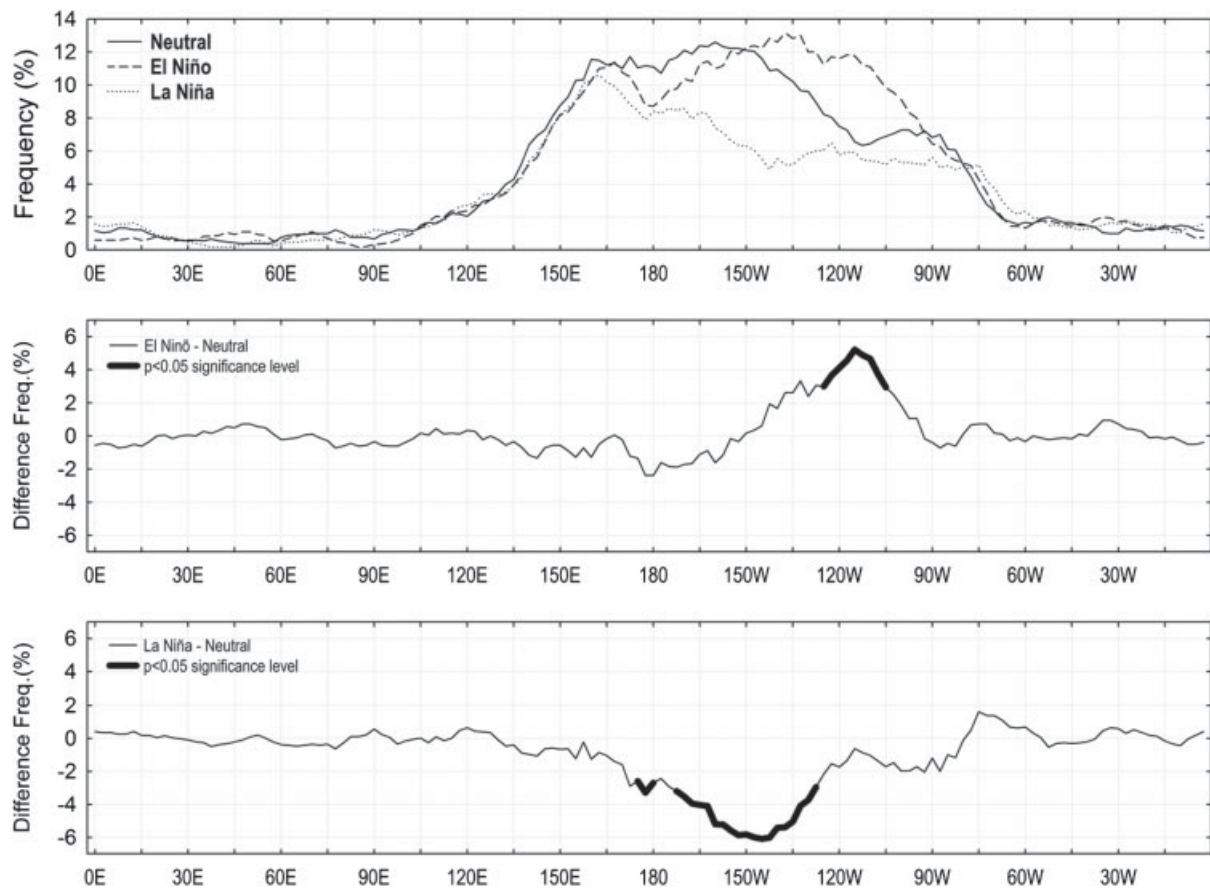 14
12
10
8
6
4
2
0
Frequency (%)
Neutral
El Niño
La Niña
0E 30E 60E 90E 120E 150E 180 150W 120W 90W 60W 30W
6
4
2
0
-2
-4
-6
Difference Freq.(%)
El Ninõ - Neutral
p<0.05 significance level
0E 30E 60E 90E 120E 150E 180 150W 120W 90W 60W 30W
6
4
2
0
-2
-4
-6
Difference Freq.(%)
La Niña - Neutral
p<0.05 significance level
0E 30E 60E 90E 120E 150E 180 150W 120W 90W 60W 30W